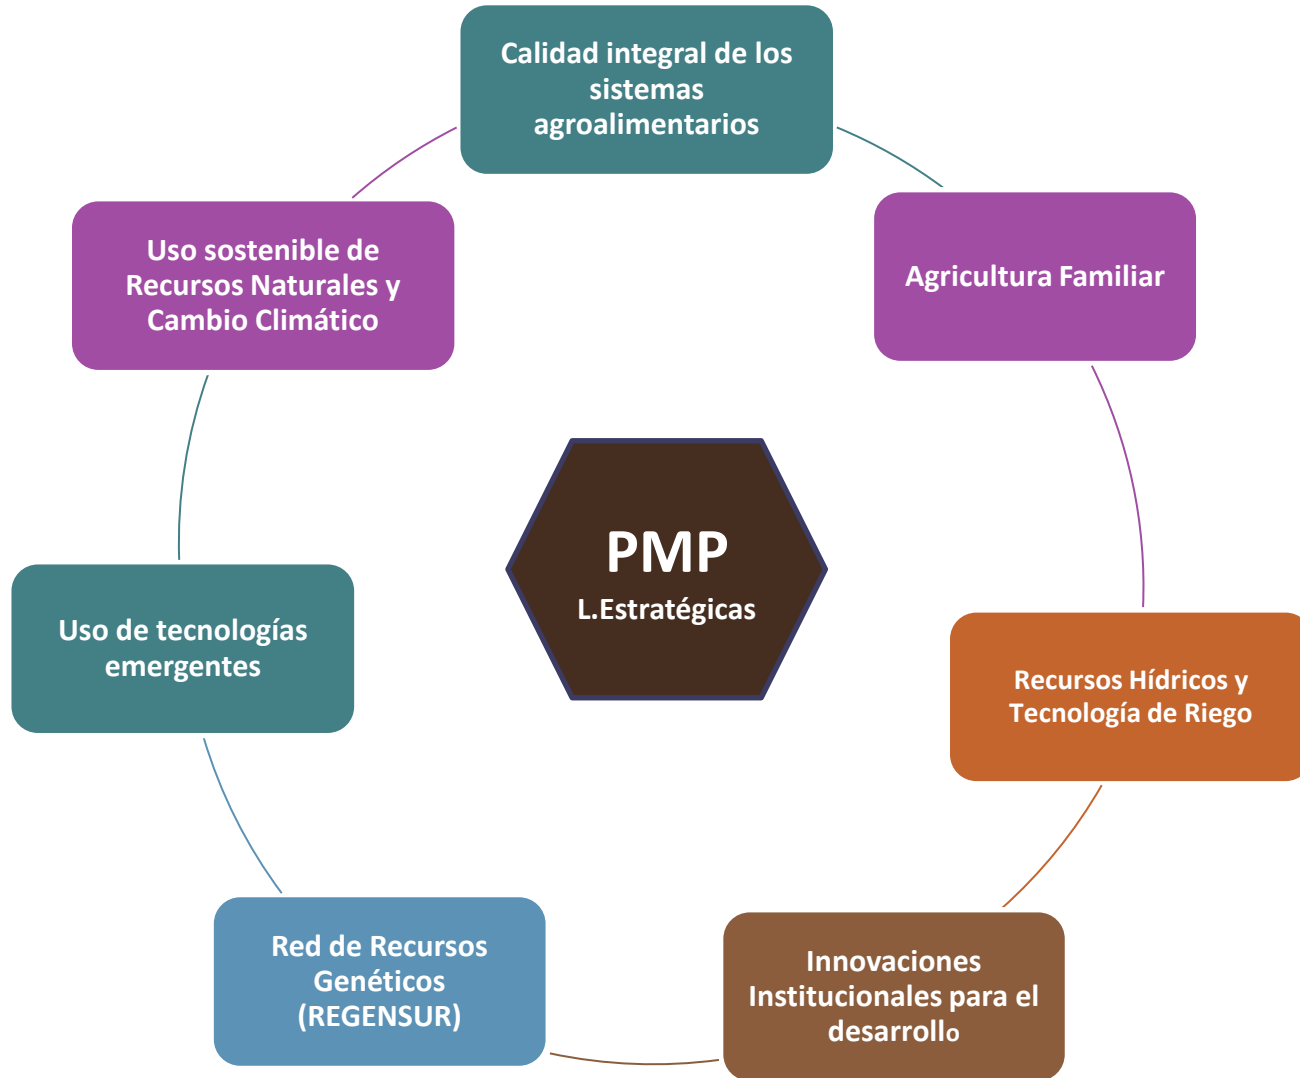 Calidad integral de los
sistemas
agroalimentarios
Agricultura Familiar
Recursos Hídricos y
Tecnología de Riego
Innovaciones
Institucionales para el
desarrollo
Red de Recursos
Genéticos
(REGENSUR)
Uso de tecnologías
emergentes
Uso sostenible de
Recursos Naturales y
Cambio Climático
PMP
L.Estratégicas